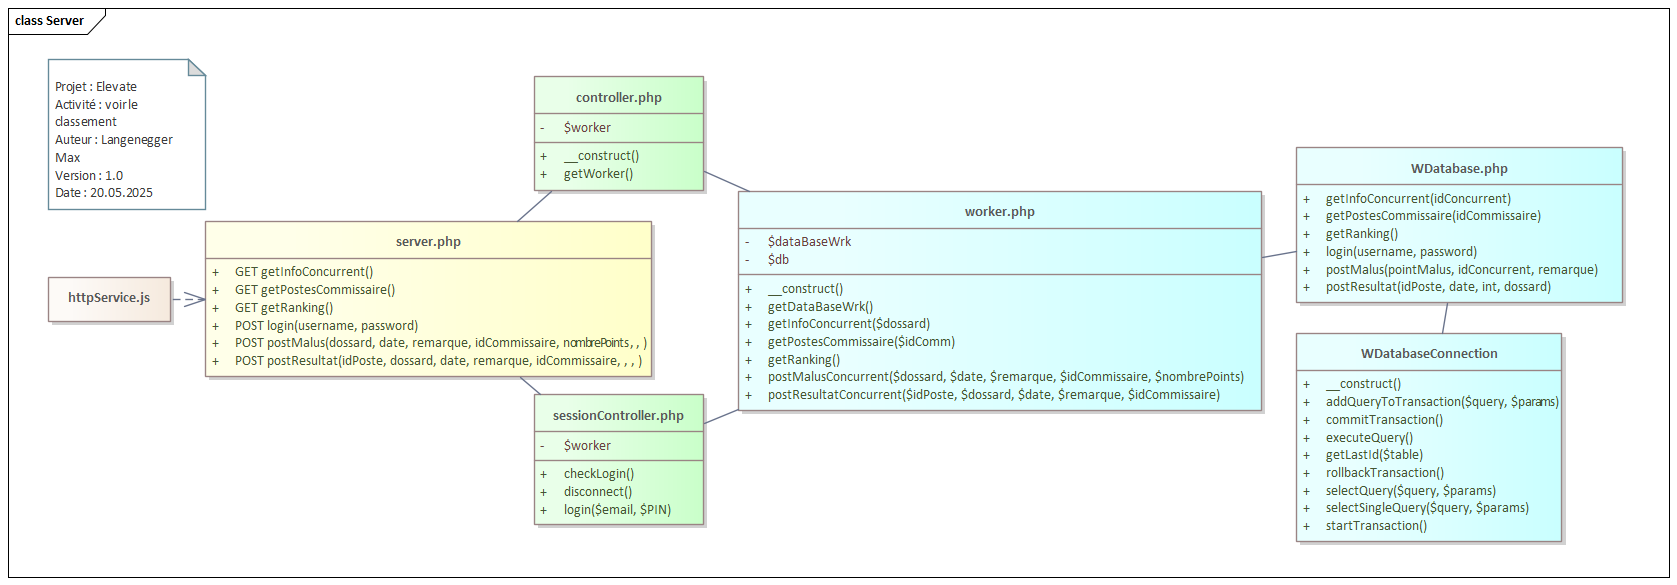 class Server
Projet : Elevate
Activité : voir le
classement
Auteur : Langenegger
Max
Version : 1.0
Date : 20.05.2025
httpService.js
server.php
+ GET getInfoConcurrent()
+ GET getPostesCommissaire()
+ GET getRanking()
+ POST login(username, password)
+ POST postMalus(dossard, date, remarque, idCommissaire, nombrePoints, , )
+ POST postResultat(idPoste, dossard, date, remarque, idCommissaire, , , )
controller.php
- $worker
+ __construct()
+ getWorker()
sessionController.php
- $worker
+ checkLogin()
+ disconnect()
+ login($email, $PIN)
worker.php
- $dataBaseWrk
- $db
+ __construct()
+ getDataBaseWrk()
+ getInfoConcurrent($dossard)
+ getPostesCommissaire($idComm)
+ getRanking()
+ postMalusConcurrent($dossard, $date, $remarque, $idCommissaire, $nombrePoints)
+ postResultatConcurrent($idPoste, $dossard, $date, $remarque, $idCommissaire)
WDatabase.php
+ getInfoConcurrent(idConcurrent)
+ getPostesCommissaire(idCommissaire)
+ getRanking()
+ login(username, password)
+ postMalus(pointMalus, idConcurrent, remarque)
+ postResultat(idPoste, date, int, dossard)
WDatabaseConnection
+ __construct()
+ addQueryToTransaction($query, $params)
+ commitTransaction()
+ executeQuery()
+ getLastId($table)
+ rollbackTransaction()
+ selectQuery($query, $params)
+ selectSingleQuery($query, $params)
+ startTransaction()